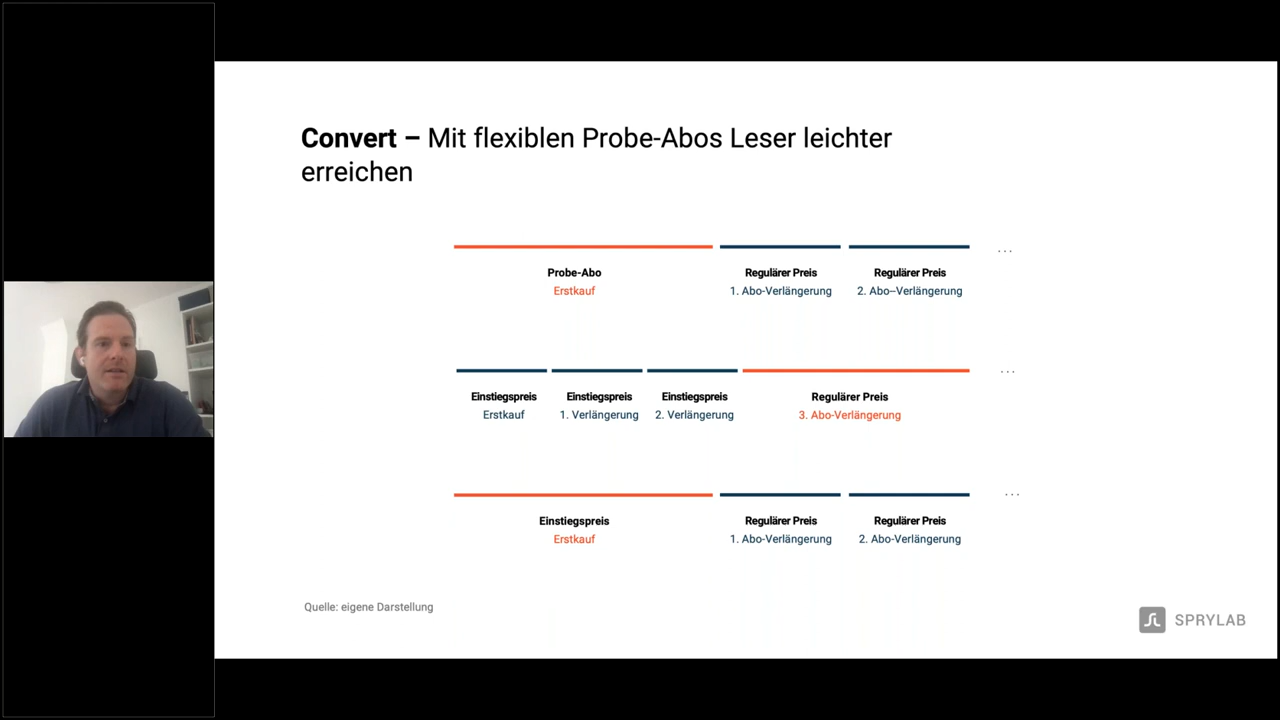 Convert – Mit flexiblen Probe-Abos Leser leichter
erreichen
Probe-Abo
Erstkauf
Regulärer Preis
1. Abo-Verlängerung
Regulärer Preis
2. Abo–Verlängerung
...
Einstiegspreis
Erstkauf
Einstiegspreis
1. Verlängerung
Einstiegspreis
2. Verlängerung
Regulärer Preis
3. Abo-Verlängerung
...
Einstiegspreis
Erstkauf
Regulärer Preis
1. Abo-Verlängerung
Regulärer Preis
2. Abo-Verlängerung
...
Quelle: eigene Darstellung
SPRYLAB